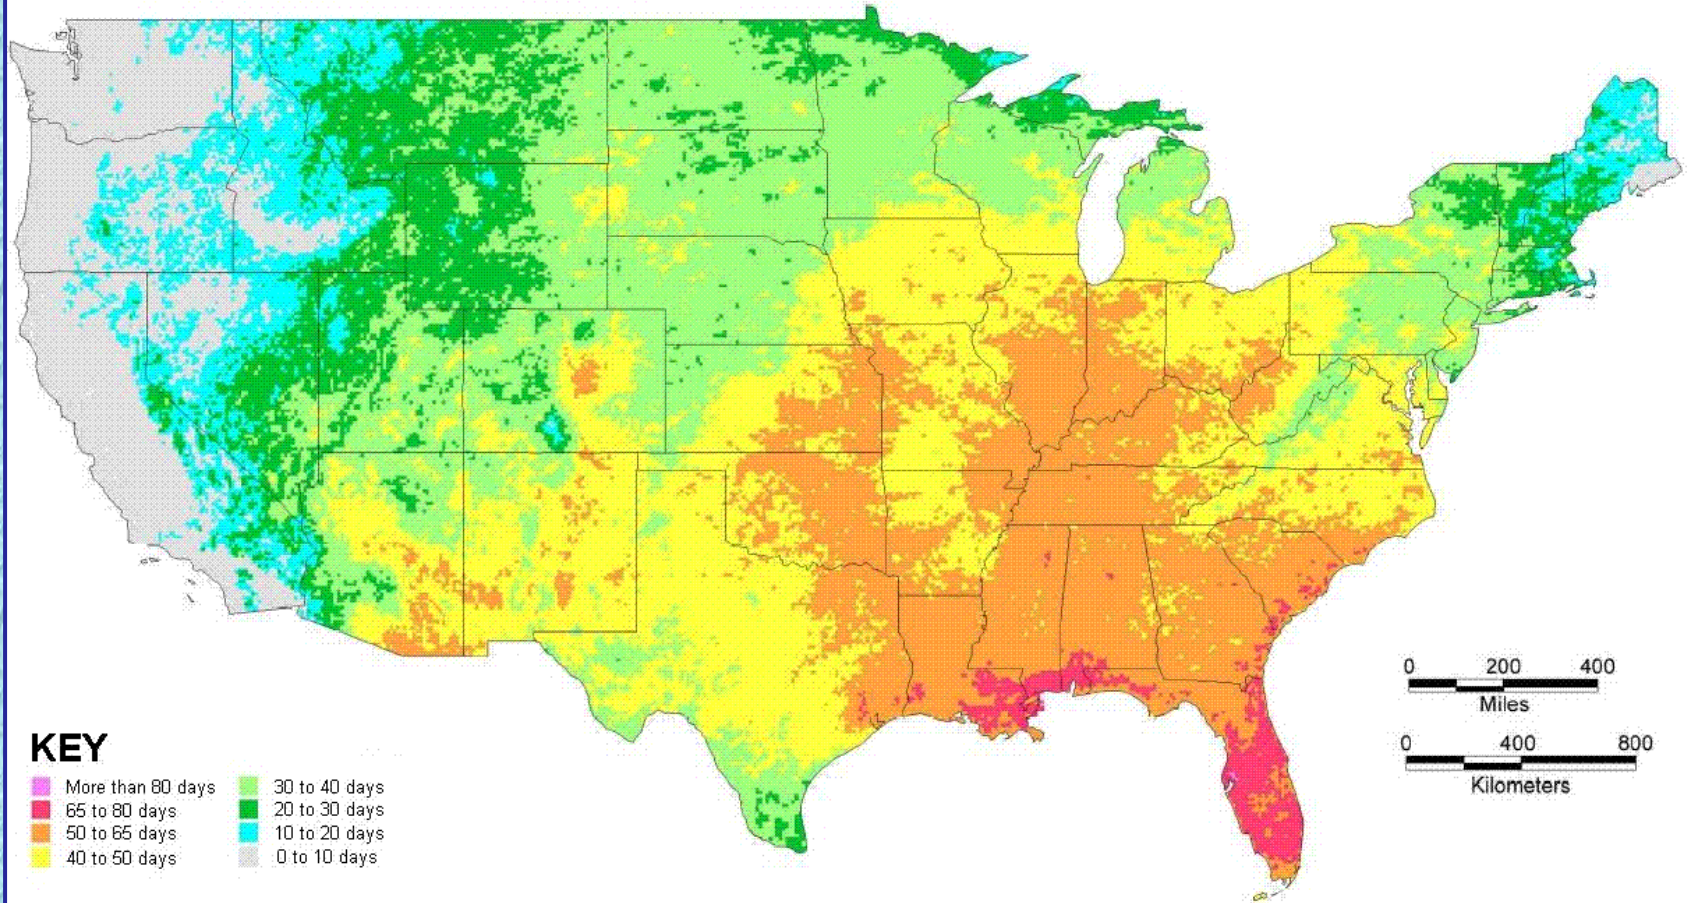 KEY
More than 80 days
65 to 80 days
50 to 65 days
40 to 50 days
30 to 40 days
20 to 30 days
10 to 20 days
0 to 10 days
0 200 400
Miles
0 400 800
Kilometers